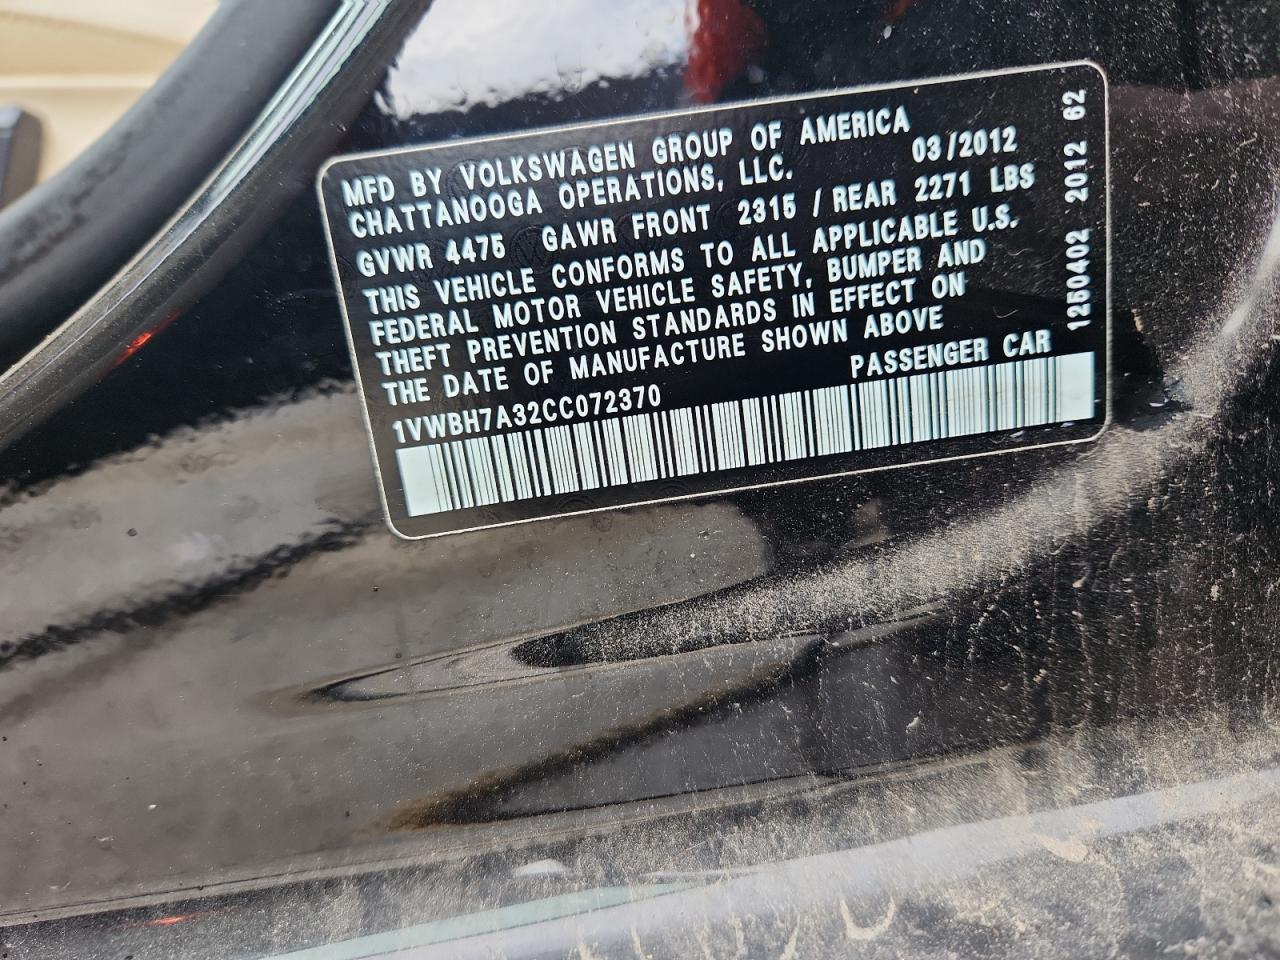 MFD BY VOLKSWAGEN GROUP OF AMERICA
CHATTANOOGA OPERATIONS, LLC. 03/2012
GVWR 4475 GAWR FRONT 2315 / REAR 2271 LBS
THIS VEHICLE CONFORMS TO ALL APPLICABLE U.S.
FEDERAL MOTOR VEHICLE SAFETY, BUMPER AND
THEFT PREVENTION STANDARDS IN EFFECT ON
THE DATE OF MANUFACTURE SHOWN ABOVE
1VWBH7A32CC072370 PASSENGER CAR
1250402 2012 62